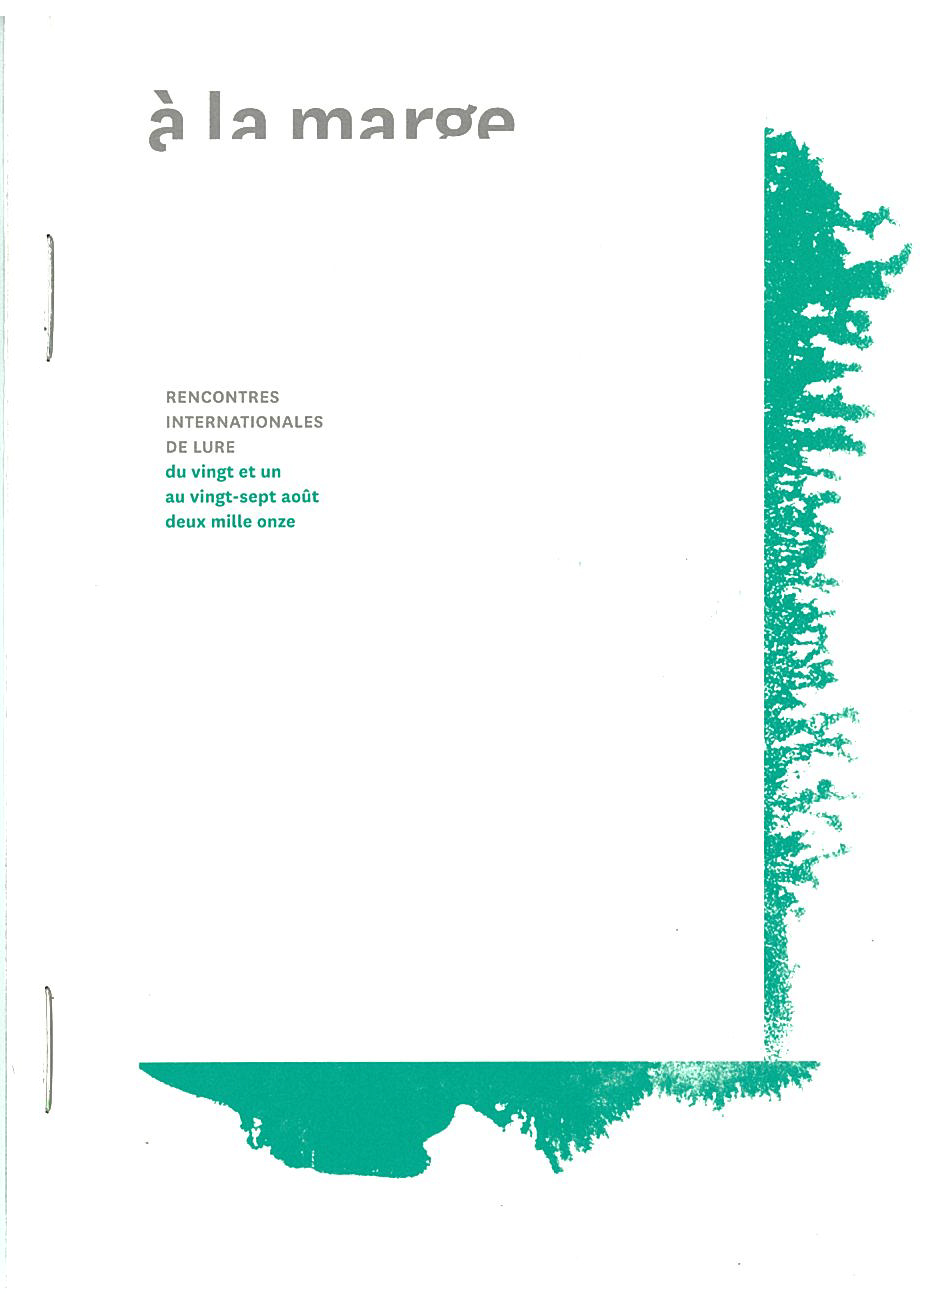 à la marge
RENCONTRES
INTERNATIONALES
DE LURE
du vingt et un
au vingt-sept août
deux mille onze